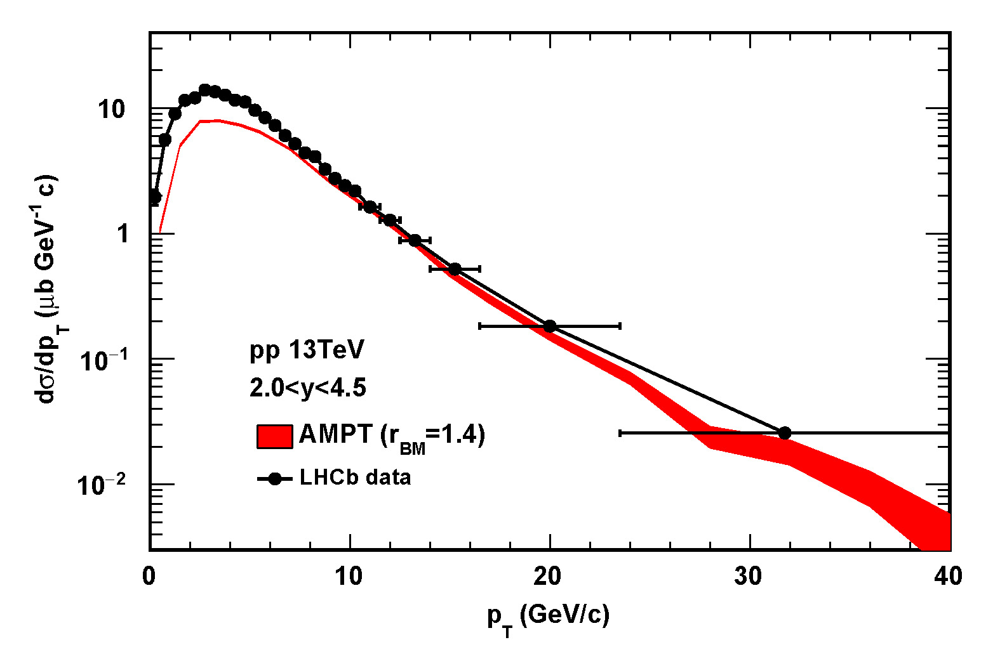 10
1
10⁻¹
10⁻²
dσ/dp_T (μb GeV⁻¹ c)
pp 13TeV
2.0<y<4.5
AMPT (r_BM=1.4)
LHCb data
0 10 20 30 40
p_T (GeV/c)